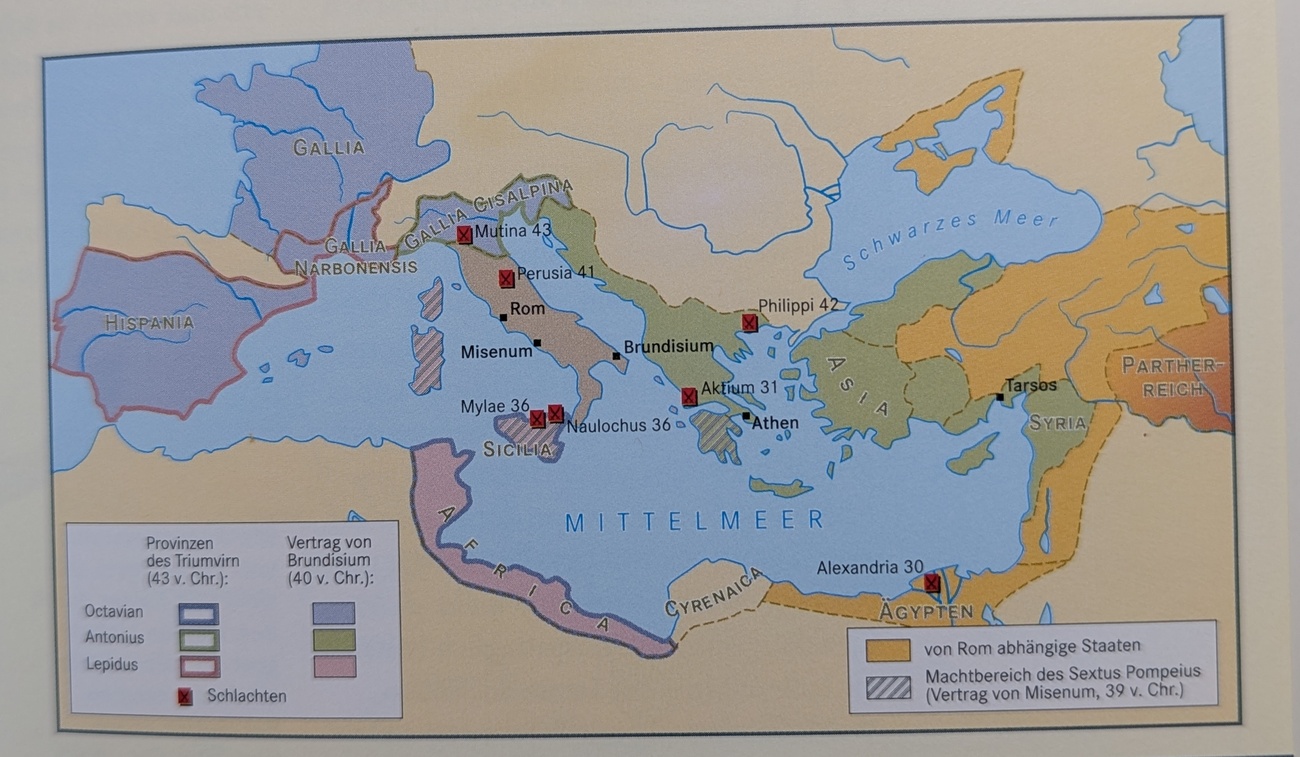 GALLIA
GALLIA CISALPINA
Mutina 43
GALLIA
NARBONENSIS
Perusia 41
Schwarzes Meer
HISPANIA
Rom
Philippi 42
Misenum
Brundisium
PARTHER-
REICH
ASIA
Aktium 31
Tarsos
Mylae 36
Naulochus 36
Athen
SYRIA
SICILIA
MITTELMEER
AFRICA
Alexandria 30
CYRENAICA
ÄGYPTEN
Provinzen
des Triumvirn
(43 v. Chr.):
Vertrag von
Brundisium
(40 v. Chr.):
Octavian
Antonius
Lepidus
Schlachten
von Rom abhängige Staaten
Machtbereich des Sextus Pompeius
(Vertrag von Misenum, 39 v. Chr.)